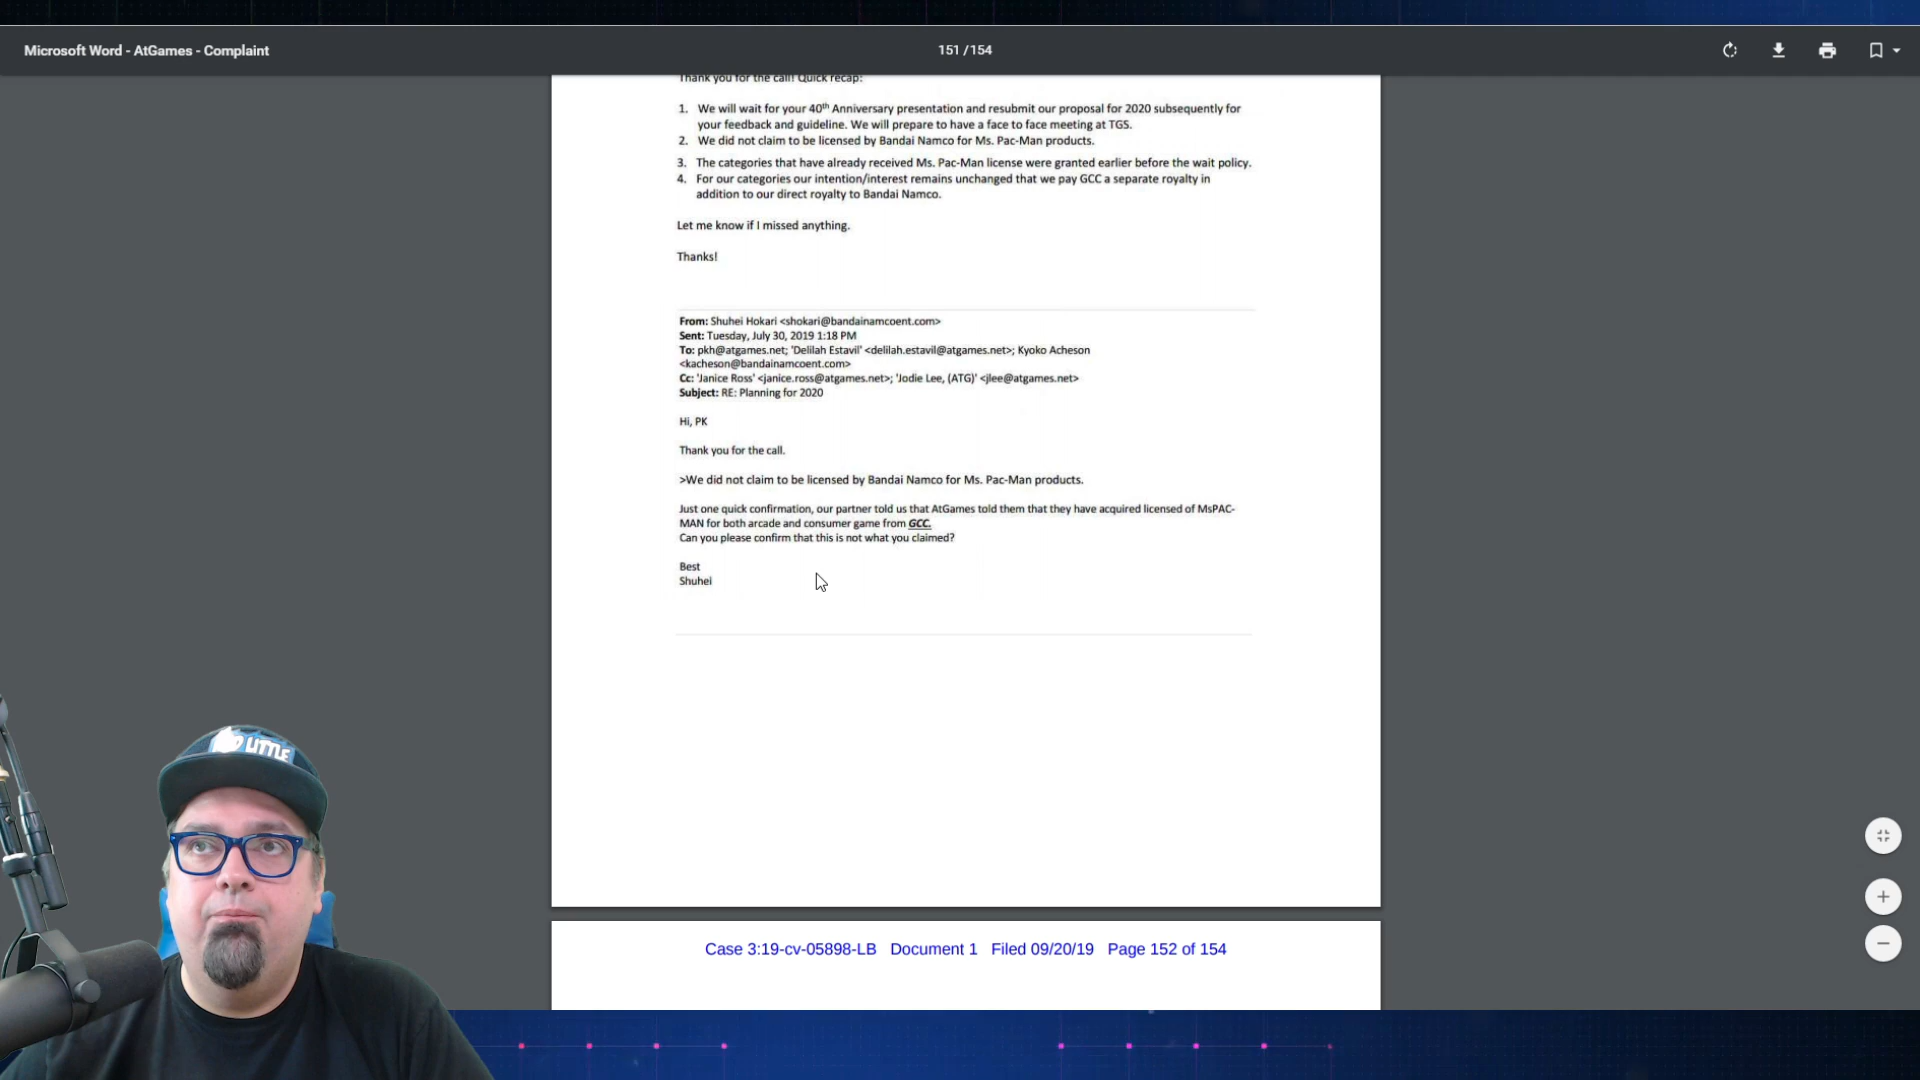 Microsoft Word - AtGames - Complaint
151 / 154
Thank you for the call! Quick recap:
1. We will wait for your 40th Anniversary presentation and resubmit our proposal for 2020 subsequently for
your feedback and guideline. We will prepare to have a face to face meeting at TGS.
2. We did not claim to be licensed by Bandai Namco for Ms. Pac-Man products.
3. The categories that have already received Ms. Pac-Man license were granted earlier before the wait policy.
4. For our categories our intention/interest remains unchanged that we pay GCC a separate royalty in
addition to our direct royalty to Bandai Namco.
Let me know if I missed anything.
Thanks!
From: Shuhei Hokari <shokari@bandainamcoent.com>
Sent: Tuesday, July 30, 2019 1:18 PM
To: pkh@atgames.net; 'Delilah Estavil' <delilah.estavil@atgames.net>; Kyoko Acheson
<kacheson@bandainamcoent.com>
Cc: 'Janice Ross' <janice.ross@atgames.net>; 'Jodie Lee, (ATG)' <jlee@atgames.net>
Subject: RE: Planning for 2020
Hi, PK
Thank you for the call.
>We did not claim to be licensed by Bandai Namco for Ms. Pac-Man products.
Just one quick confirmation, our partner told us that AtGames told them that they have acquired licensed of MsPAC-
MAN for both arcade and consumer game from GCC.
Can you please confirm that this is not what you claimed?
Best
Shuhei
Case 3:19-cv-05898-LB Document 1 Filed 09/20/19 Page 152 of 154